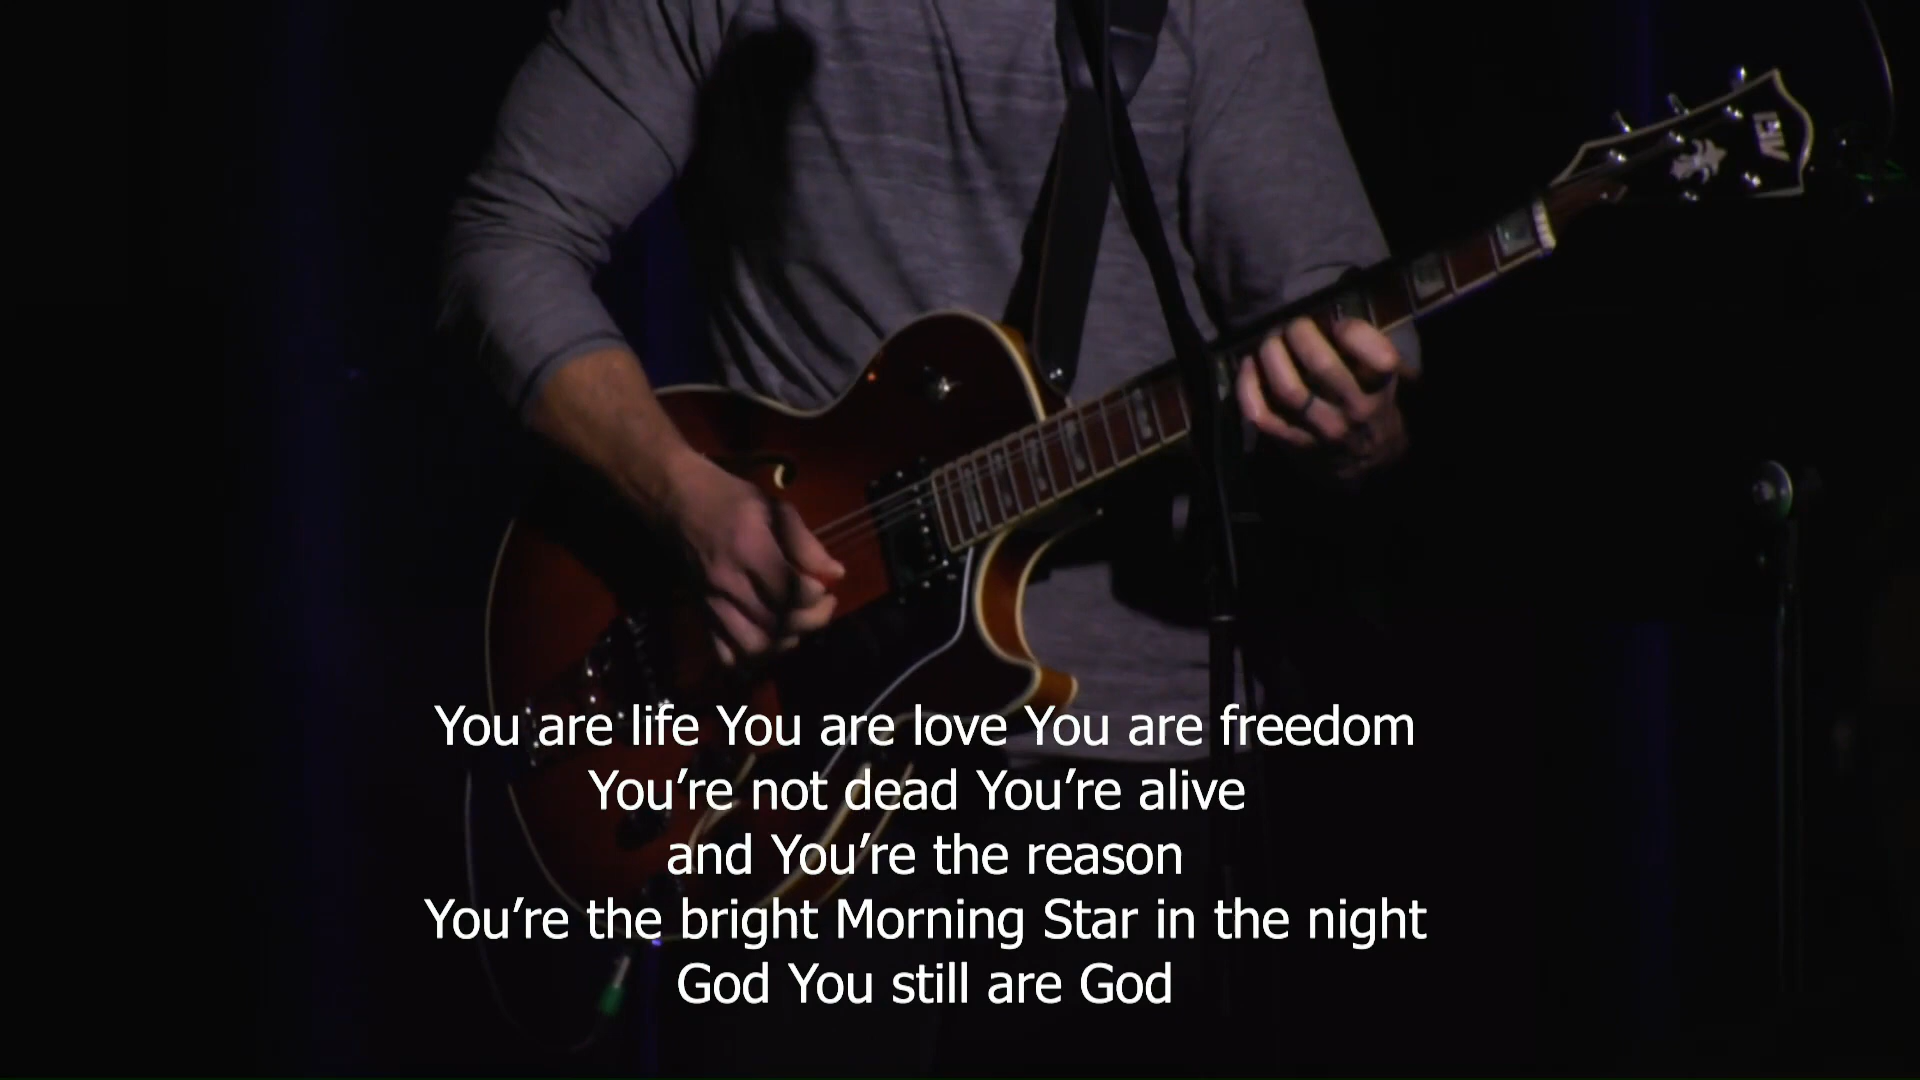 You are life You are love You are freedom
You’re not dead You’re alive
and You’re the reason
You’re the bright Morning Star in the night
God You still are God